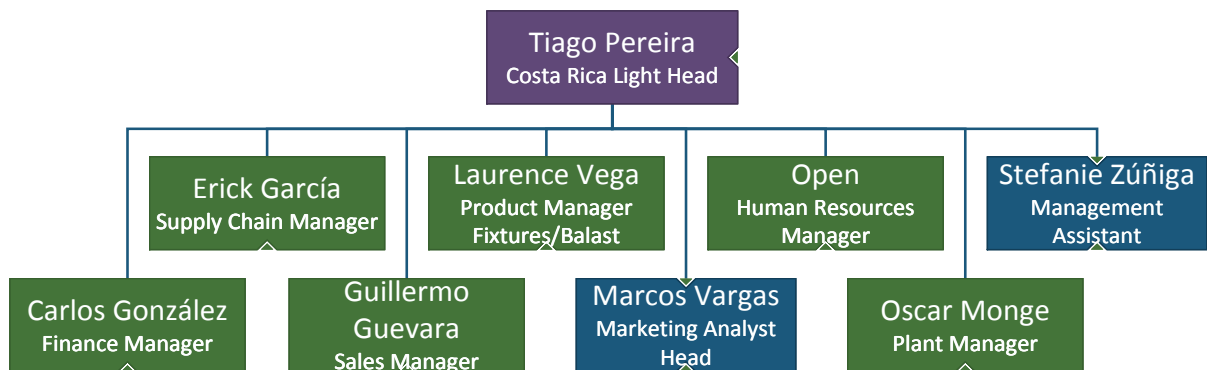 Tiago Pereira
Costa Rica Light Head
Erick García
Supply Chain Manager
Laurence Vega
Product Manager
Fixtures/Balast
Open
Human Resources
Manager
Stefanie Zúñiga
Management
Assistant
Carlos González
Finance Manager
Guillermo
Guevara
Sales Manager
Marcos Vargas
Marketing Analyst
Head
Oscar Monge
Plant Manager